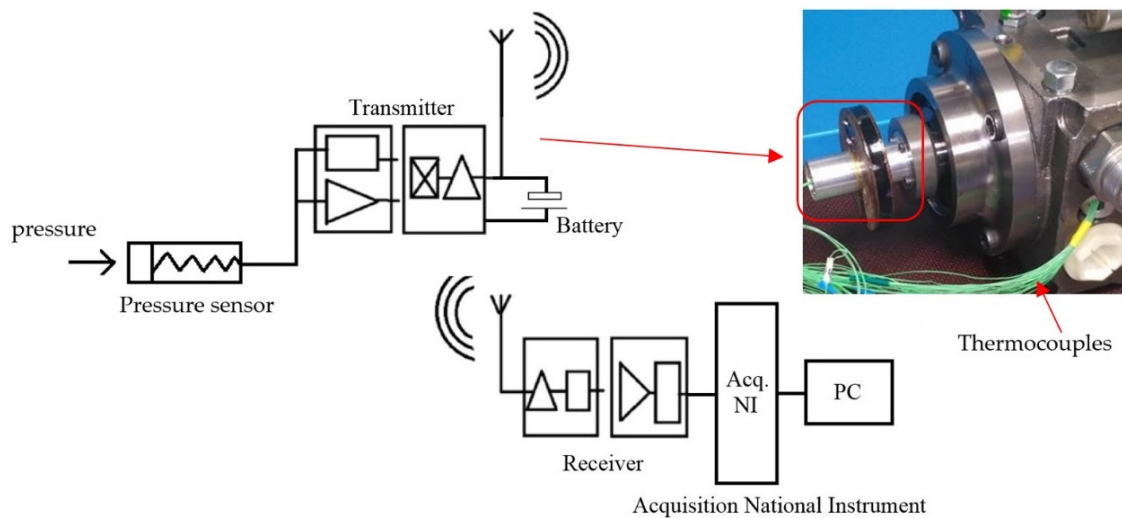 Transmitter
Battery
pressure
Pressure sensor
Thermocouples
Acq.
NI
PC
Receiver
Acquisition National Instrument